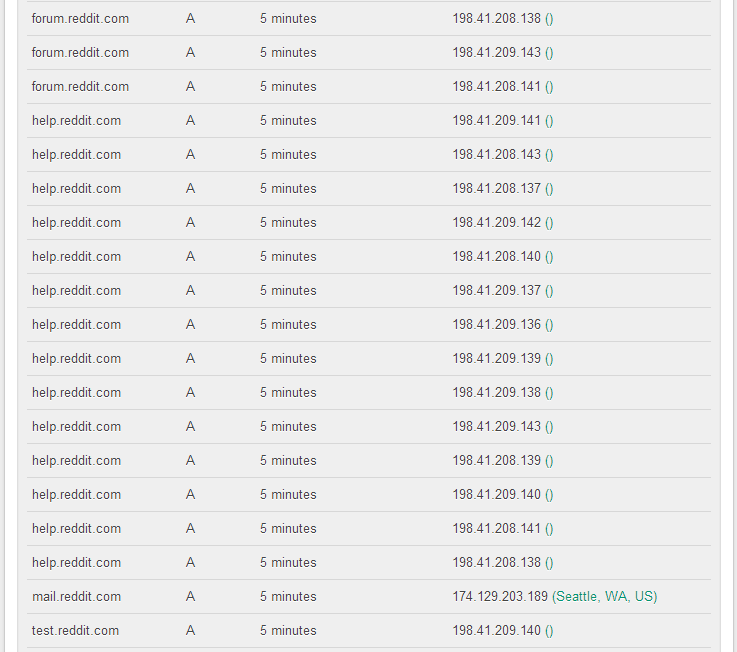 forum.reddit.com A 5 minutes 198.41.208.138 ()
forum.reddit.com A 5 minutes 198.41.209.143 ()
forum.reddit.com A 5 minutes 198.41.208.141 ()
help.reddit.com A 5 minutes 198.41.209.141 ()
help.reddit.com A 5 minutes 198.41.208.143 ()
help.reddit.com A 5 minutes 198.41.208.137 ()
help.reddit.com A 5 minutes 198.41.209.142 ()
help.reddit.com A 5 minutes 198.41.208.140 ()
help.reddit.com A 5 minutes 198.41.209.137 ()
help.reddit.com A 5 minutes 198.41.209.136 ()
help.reddit.com A 5 minutes 198.41.209.139 ()
help.reddit.com A 5 minutes 198.41.209.138 ()
help.reddit.com A 5 minutes 198.41.209.143 ()
help.reddit.com A 5 minutes 198.41.208.139 ()
help.reddit.com A 5 minutes 198.41.209.140 ()
help.reddit.com A 5 minutes 198.41.208.141 ()
help.reddit.com A 5 minutes 198.41.208.138 ()
mail.reddit.com A 5 minutes 174.129.203.189 (Seattle, WA, US)
test.reddit.com A 5 minutes 198.41.209.140 ()